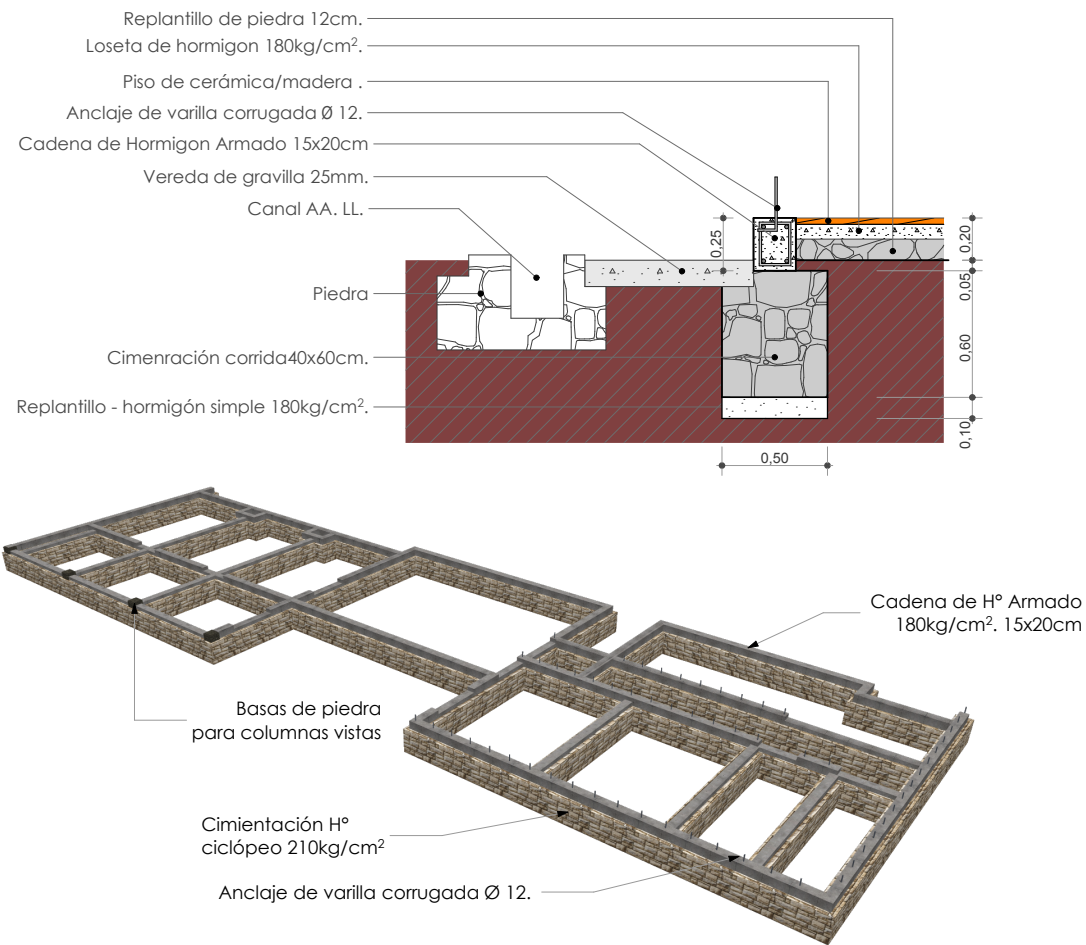 Replantillo de piedra 12cm.
Loseta de hormigon 180kg/cm².
Piso de cerámica/madera .
Anclaje de varilla corrugada Ø 12.
Cadena de Hormigon Armado 15x20cm
Vereda de gravilla 25mm.
Canal AA. LL.
Piedra
Cimenración corrida40x60cm.
Replantillo - hormigón simple 180kg/cm².
0,25
0,20
0,05
0,60
0,10
0,50
Cadena de Hº Armado
180kg/cm². 15x20cm
Basas de piedra
para columnas vistas
Cimientación Hº
ciclópeo 210kg/cm²
Anclaje de varilla corrugada Ø 12.